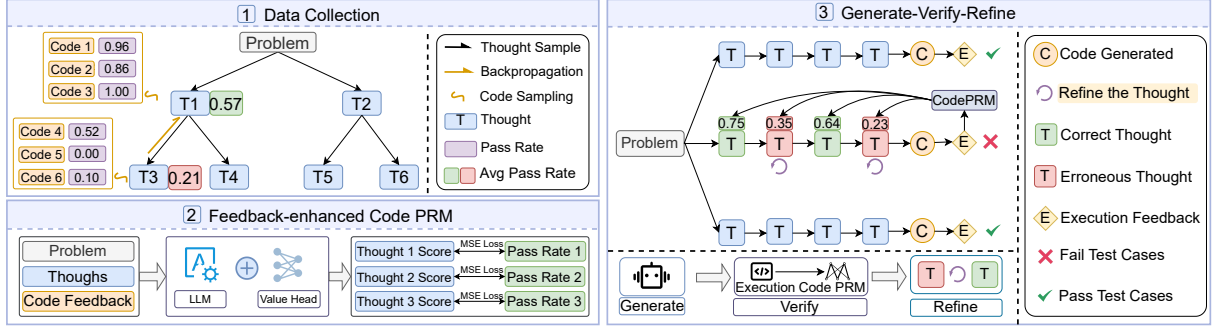 1 Data Collection
Problem
Code 1 0.96
Code 2 0.86
Code 3 1.00
T1 0.57
T2
Code 4 0.52
Code 5 0.00
Code 6 0.10
T3 0.21
T4
T5
T6
Thought Sample
Backpropagation
Code Sampling
T Thought
Pass Rate
Avg Pass Rate
2 Feedback-enhanced Code PRM
Problem
Thoughs
Code Feedback
LLM
Value Head
Thought 1 Score MSE Loss Pass Rate 1
Thought 2 Score MSE Loss Pass Rate 2
Thought 3 Score MSE Loss Pass Rate 3
3 Generate-Verify-Refine
T T T T C E
CodePRM
0.75 0.35 0.64 0.23
Problem T T T T C E
T T T T C E
Generate
Execution Code PRM
Verify
T T
Refine
C Code Generated
Refine the Thought
T Correct Thought
T Erroneous Thought
E Execution Feedback
Fail Test Cases
Pass Test Cases